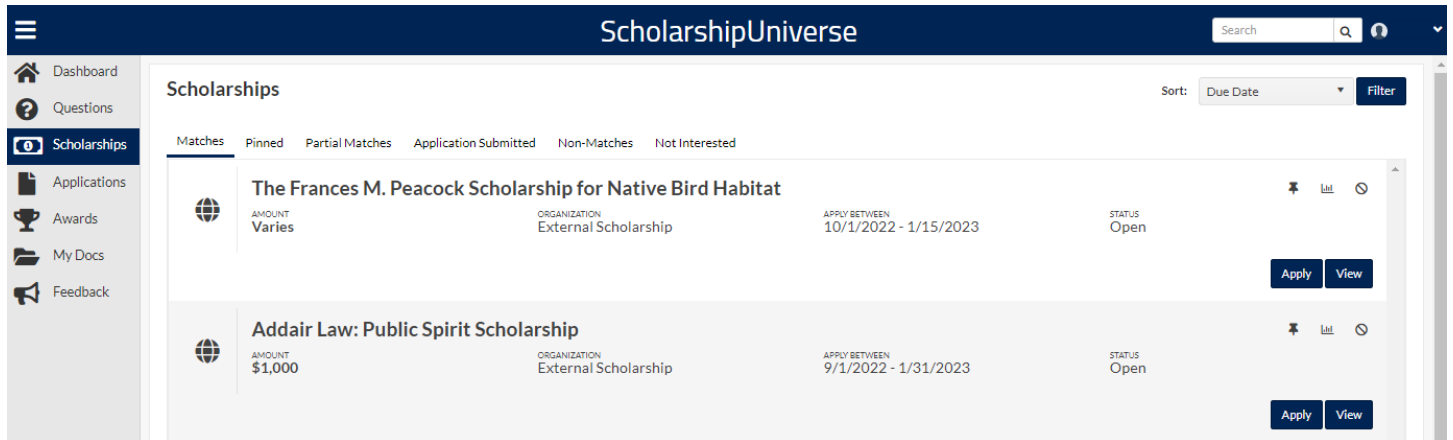 ScholarshipUniverse
Search
Dashboard
Questions
Scholarships
Applications
Awards
My Docs
Feedback
Scholarships
Sort: Due Date Filter
Matches Pinned Partial Matches Application Submitted Non-Matches Not Interested
The Frances M. Peacock Scholarship for Native Bird Habitat
AMOUNT ORGANIZATION APPLY BETWEEN STATUS
Varies External Scholarship 10/1/2022 - 1/15/2023 Open
Apply View
Addair Law: Public Spirit Scholarship
AMOUNT ORGANIZATION APPLY BETWEEN STATUS
$1,000 External Scholarship 9/1/2022 - 1/31/2023 Open
Apply View